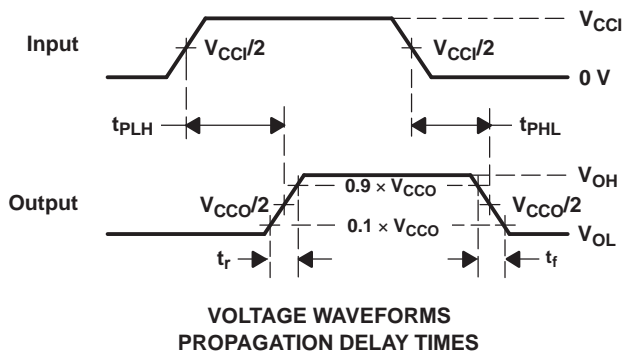 V_CCI
Input
V_CCI/2
V_CCI/2
0 V
t_PLH
t_PHL
V_OH
0.9 × V_CCO
Output
V_CCO/2
V_CCO/2
0.1 × V_CCO
V_OL
t_r
t_f
VOLTAGE WAVEFORMS
PROPAGATION DELAY TIMES